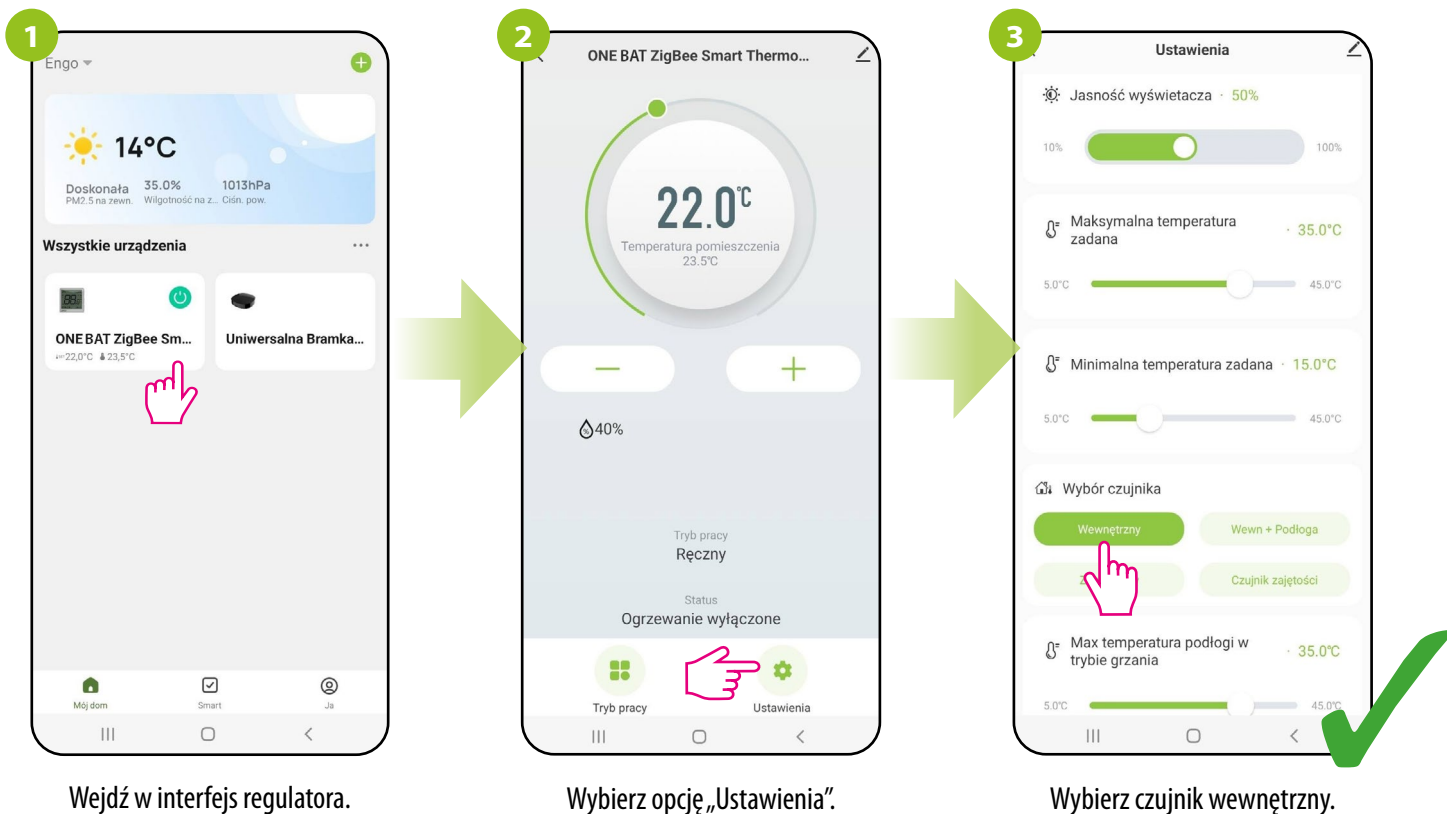 1
Engo
14°C
Doskonała
PM2.5 na zewn.
35.0%
Wilgotność na z...
1013hPa
Ciśn. pow.
Wszystkie urządzenia
ONE BAT ZigBee Sm...
22,0°C 23,5°C
Uniwersalna Bramka...
Mój dom
Smart
Ja
Wejdź w interfejs regulatora.
2
ONE BAT ZigBee Smart Thermo...
22.0°C
Temperatura pomieszczenia
23.5°C
40%
Tryb pracy
Ręczny
Status
Ogrzewanie wyłączone
Tryb pracy
Ustawienia
Wybierz opcję „Ustawienia”.
3
Ustawienia
Jasność wyświetacza · 50%
10%
100%
Maksymalna temperatura
zadana
· 35.0°C
5.0°C
45.0°C
Minimalna temperatura zadana · 15.0°C
5.0°C
45.0°C
Wybór czujnika
Wewnętrzny
Wewn + Podłoga
Czujnik zajętości
Max temperatura podłogi w
trybie grzania
· 35.0°C
5.0°C
45.0°C
Wybierz czujnik wewnętrzny.